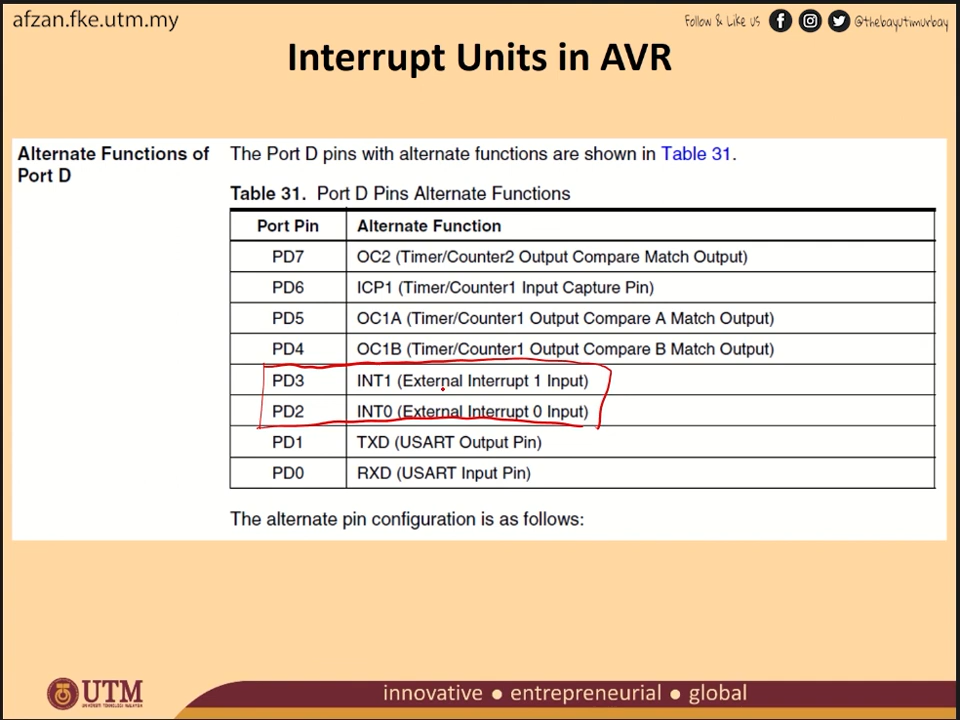 afzan.fke.utm.my
Follow & Like us @thebayutimurbay
Interrupt Units in AVR
Alternate Functions of Port D
The Port D pins with alternate functions are shown in Table 31.
Table 31. Port D Pins Alternate Functions
Port Pin Alternate Function
PD7 OC2 (Timer/Counter2 Output Compare Match Output)
PD6 ICP1 (Timer/Counter1 Input Capture Pin)
PD5 OC1A (Timer/Counter1 Output Compare A Match Output)
PD4 OC1B (Timer/Counter1 Output Compare B Match Output)
PD3 INT1 (External Interrupt 1 Input)
PD2 INT0 (External Interrupt 0 Input)
PD1 TXD (USART Output Pin)
PD0 RXD (USART Input Pin)
The alternate pin configuration is as follows:
UTM
UNIVERSITI TEKNOLOGI MALAYSIA
innovative ● entrepreneurial ● global